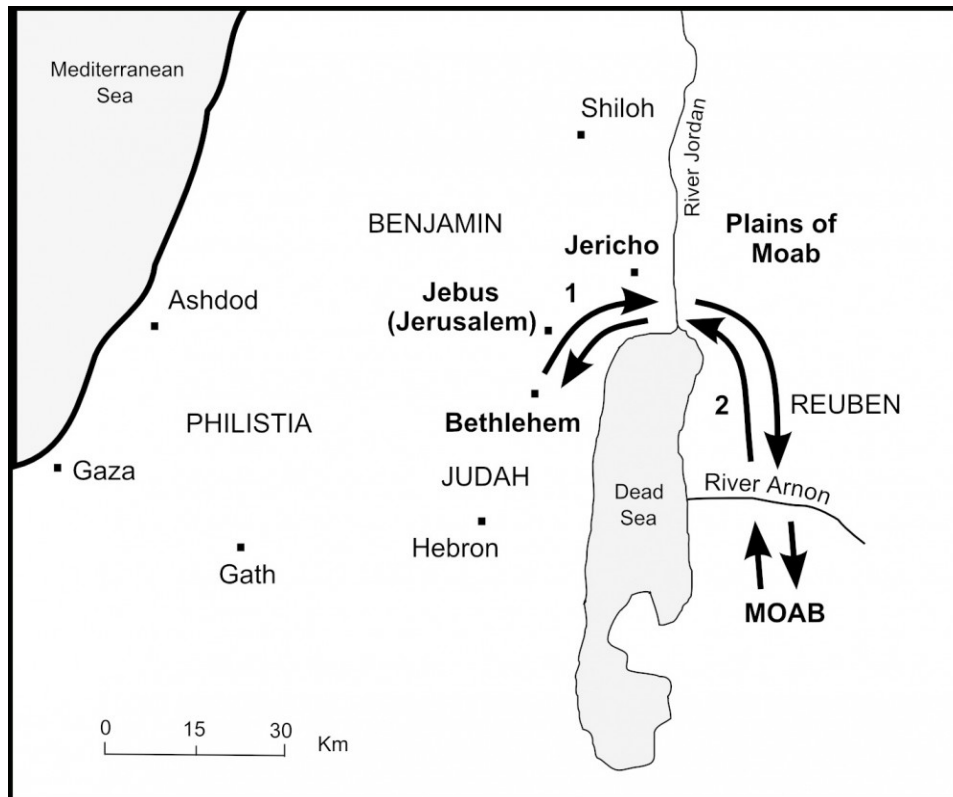 Mediterranean
Sea
Shiloh
River Jordan
BENJAMIN
Plains of
Moab
Jericho
1
Ashdod
Jebus
(Jerusalem)
2
REUBEN
PHILISTIA
Bethlehem
Gaza
JUDAH
River Arnon
Dead
Sea
Hebron
Gath
MOAB
0 15 30
Km